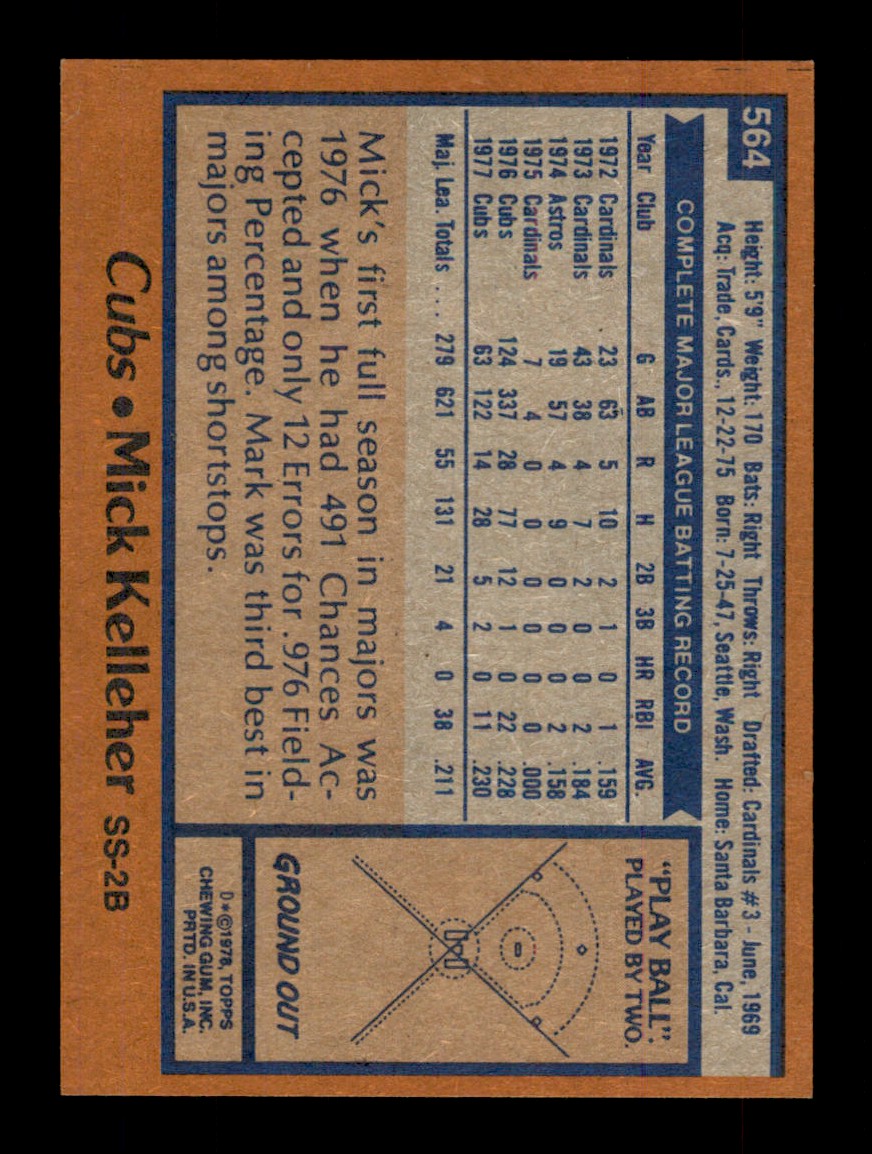 564
Height: 5'9" Weight: 170 Bats: Right Throws: Right Drafted: Cardinals #3 - June, 1969
Acq: Trade, Cards., 12-22-75 Born: 7-25-47, Seattle, Wash. Home: Santa Barbara, Cal.
COMPLETE MAJOR LEAGUE BATTING RECORD
Year Club G AB R H 2B 3B HR RBI AVG.
1972 Cardinals 23 63 5 10 2 1 0 1 .159
1973 Cardinals 43 38 4 7 2 0 0 2 .184
1974 Astros 19 57 4 9 0 0 0 2 .158
1975 Cardinals 7 4 0 0 0 0 0 0 .000
1976 Cubs 124 337 28 77 12 1 0 22 .228
1977 Cubs 63 122 14 28 5 2 0 11 .230
Maj. Lea. Totals .... 279 621 55 131 21 4 0 38 .211
Mick's first full season in majors was
1976 when he had 491 Chances Ac-
cepted and only 12 Errors for .976 Field-
ing Percentage. Mark was third best in
majors among shortstops.
"PLAY BALL":
PLAYED BY TWO.
GROUND OUT
D*©1978, TOPPS
CHEWING GUM, INC.
PRTD. IN U.S.A.
Cubs • Mick Kelleher SS-2B